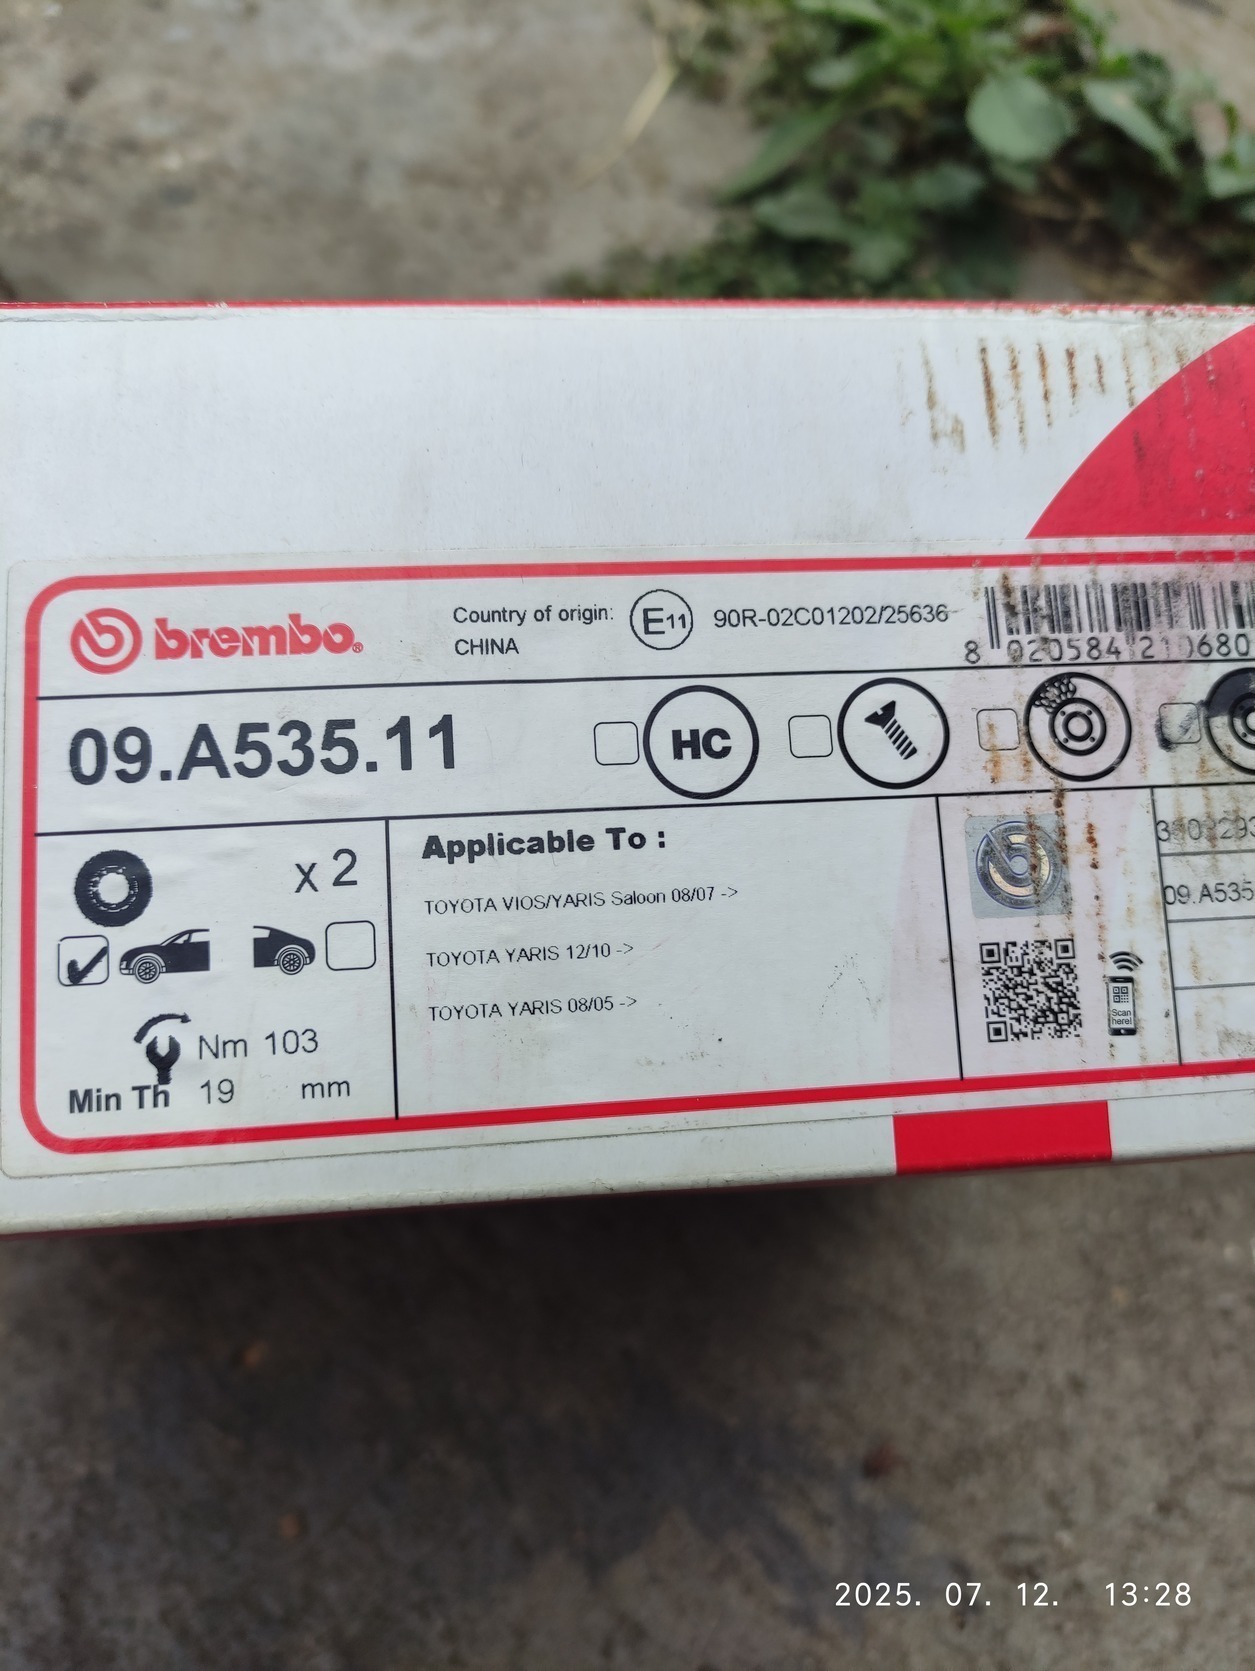 brembo®
Country of origin:
CHINA
E11
90R-02C01202/25636
8 020584 210680
09.A535.11
HC
x 2
Nm 103
Min Th 19 mm
Applicable To :
TOYOTA VIOS/YARIS Saloon 08/07 ->
TOYOTA YARIS 12/10 ->
TOYOTA YARIS 08/05 ->
Scan
here!
09.A535
2025. 07. 12. 13:28